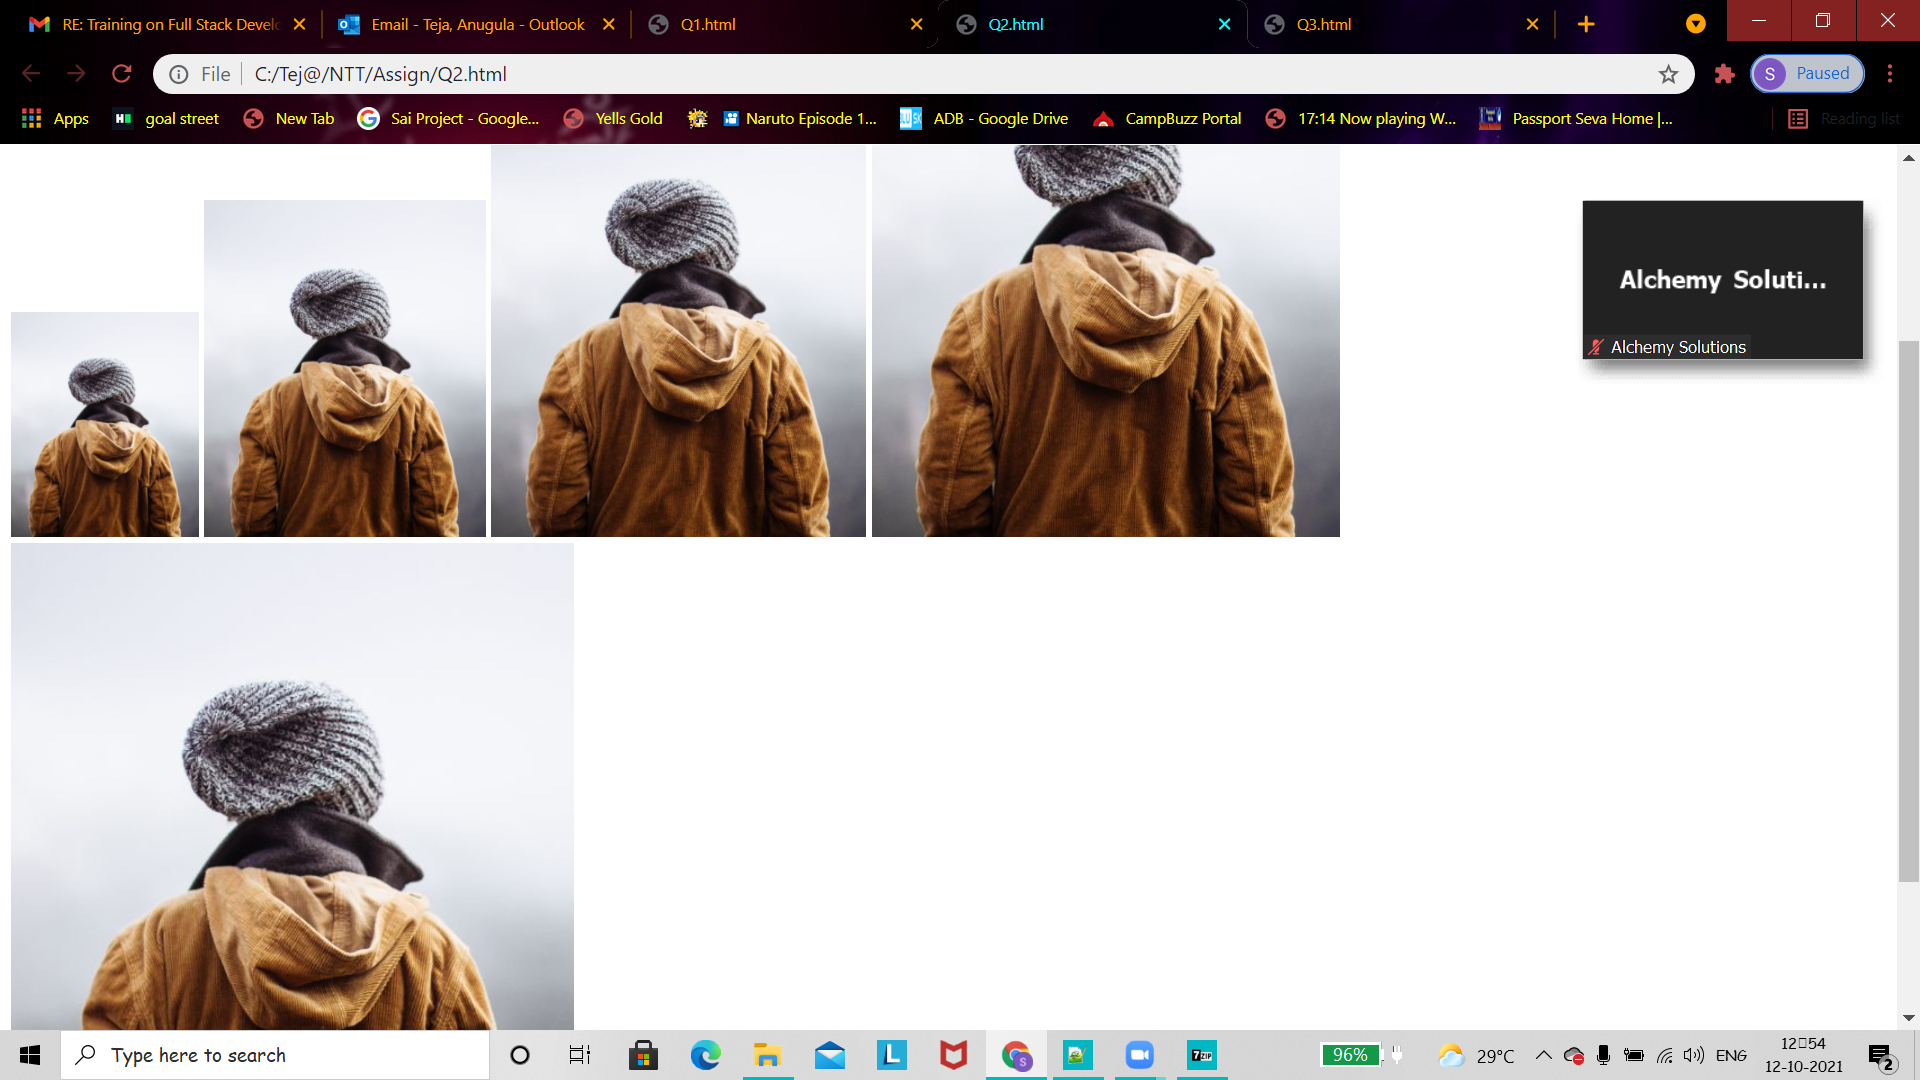 RE: Training on Full Stack Develo
Email - Teja, Anugula - Outlook
Q1.html
Q2.html
Q3.html
File
C:/Tej@/NTT/Assign/Q2.html
S
Paused
Apps
goal street
New Tab
Sai Project - Google...
Yells Gold
Naruto Episode 1...
ADB - Google Drive
CampBuzz Portal
17:14 Now playing W...
Passport Seva Home |...
Reading list
Alchemy Soluti...
Alchemy Solutions
Type here to search
L
S
7ZIP
96%
29°C
ENG
12:54
12-10-2021
2